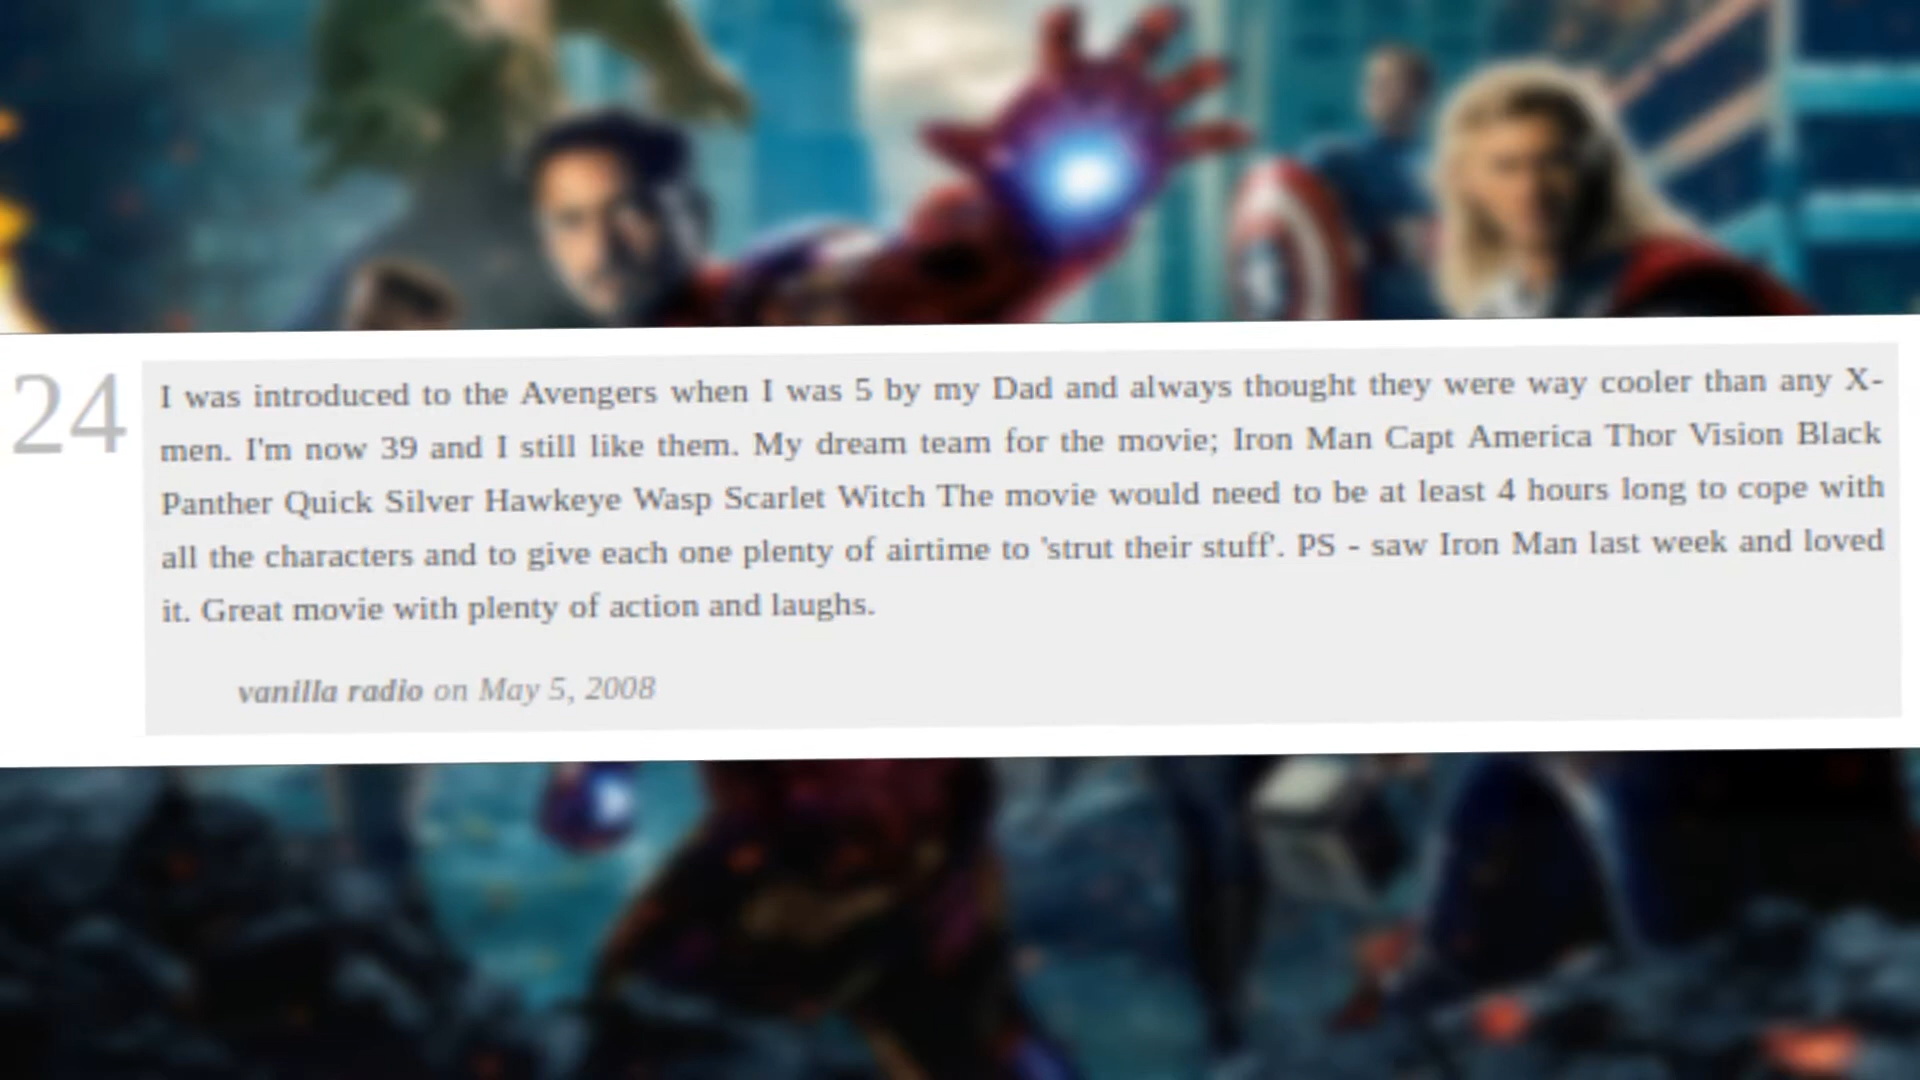 24
I was introduced to the Avengers when I was 5 by my Dad and always thought they were way cooler than any X-
men. I'm now 39 and I still like them. My dream team for the movie; Iron Man Capt America Thor Vision Black
Panther Quick Silver Hawkeye Wasp Scarlet Witch The movie would need to be at least 4 hours long to cope with
all the characters and to give each one plenty of airtime to 'strut their stuff'. PS - saw Iron Man last week and loved
it. Great movie with plenty of action and laughs.
vanilla radio on May 5, 2008